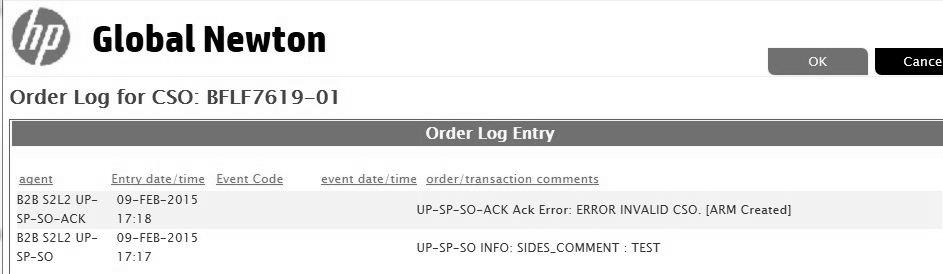 hp
Global Newton
OK
Cance
Order Log for CSO: BFLF7619-01
Order Log Entry
agent Entry date/time Event Code event date/time order/transaction comments
B2B S2L2 UP-SP-SO-ACK 09-FEB-2015 17:18 UP-SP-SO-ACK Ack Error: ERROR INVALID CSO. [ARM Created]
B2B S2L2 UP-SP-SO 09-FEB-2015 17:17 UP-SP-SO INFO: SIDES_COMMENT : TEST